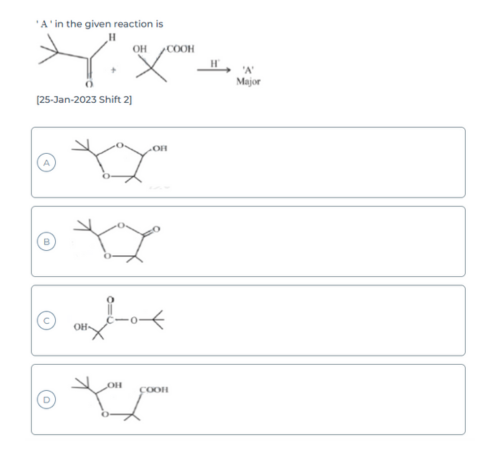 'A' in the given reaction is
H
OH COOH
+ H⁺ 'A'
O Major
[25-Jan-2023 Shift 2]
A
O OH
O
B
O O
O
C
O
OH C O
D
OH COOH
O